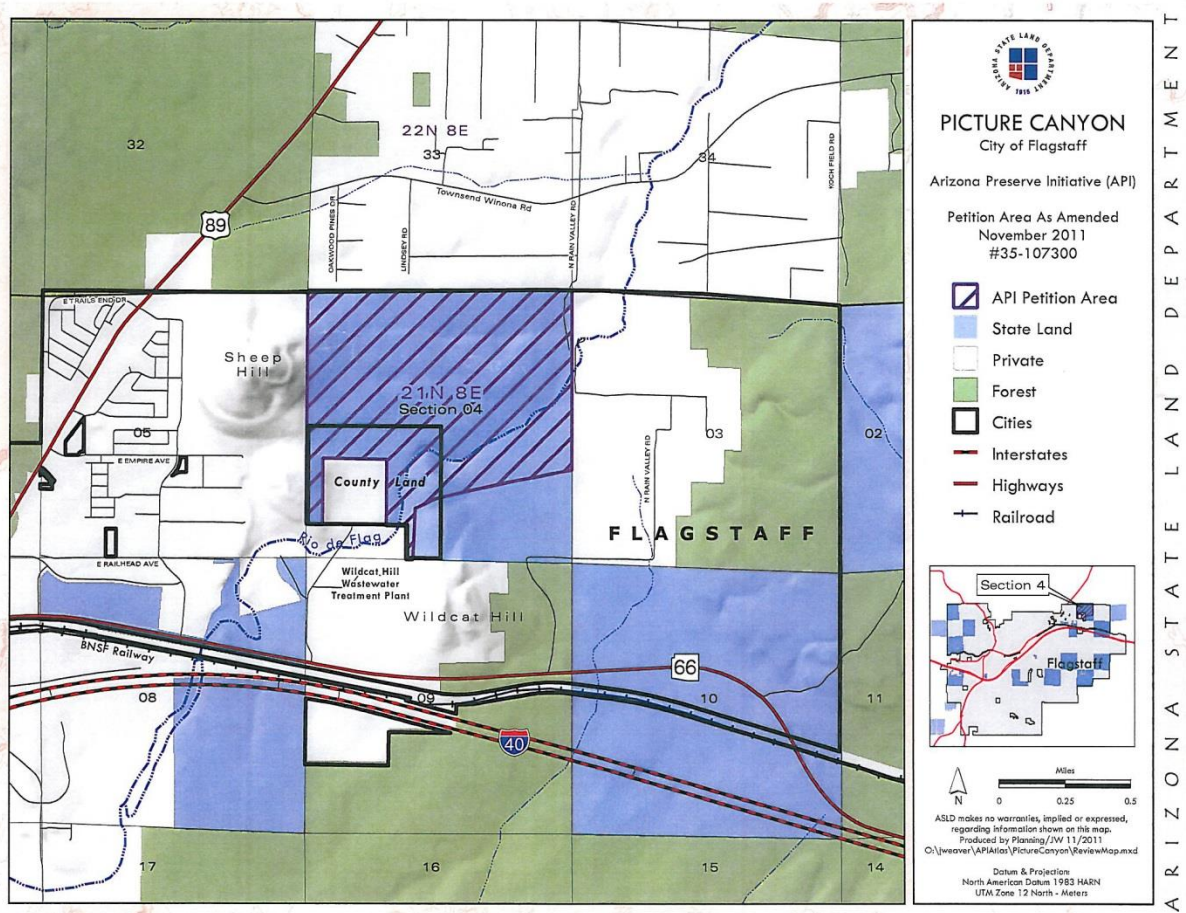 32
22N 8E
33
34
KOCH FIELD RD
89
Townsend Winona Rd
OAKWOOD PINES DR
LINDSEY RD
N RAIN VALLEY RD
E TRAILS END DR
Sheep
Hill
21N 8E
Section 04
05
03
02
E EMPIRE AVE
N RAIN VALLEY RD
County Land
FLAGSTAFF
Rio de Flag
E RAILHEAD AVE
Wildcat Hill
Wastewater
Treatment Plant
Wildcat Hill
BNSF Railway
66
08
09
10
11
40
17
16
15
14
ARIZONA STATE LAND DEPARTMENT
1915
PICTURE CANYON
City of Flagstaff
Arizona Preserve Initiative (API)
Petition Area As Amended
November 2011
#35-107300
API Petition Area
State Land
Private
Forest
Cities
Interstates
Highways
Railroad
Section 4
Flagstaff
N
Miles
0 0.25 0.5
ASLD makes no warranties, implied or expressed,
regarding information shown on this map.
Produced by Planning/JW 11/2011
O:\jweaver\APIAtlas\PictureCanyon\ReviewMap.mxd
Datum & Projection:
North American Datum 1983 HARN
UTM Zone 12 North - Meters
ARIZONA STATE LAND DEPARTMENT